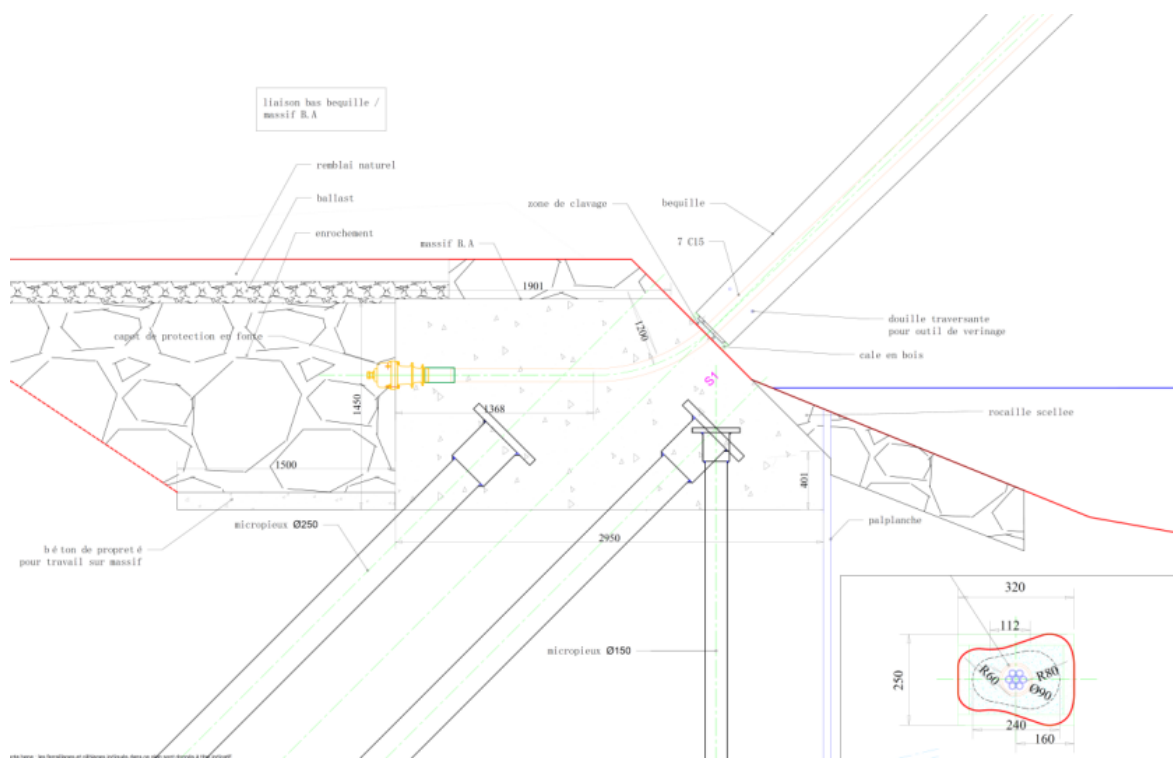 liaison bas bequille /
massif B.A
remblai naturel
ballast
enrochement
massif B.A
zone de clavage
bequille
7 C15
1901
1200
douille traversante
pour outil de verinage
cale en bois
capot de protection en fonte
S1
1450
1368
rocaille scellee
1500
401
micropieux Ø250
palplanche
2950
béton de propreté
pour travail sur massif
micropieux Ø150
320
112
250
R60
R80
Ø90
240
160